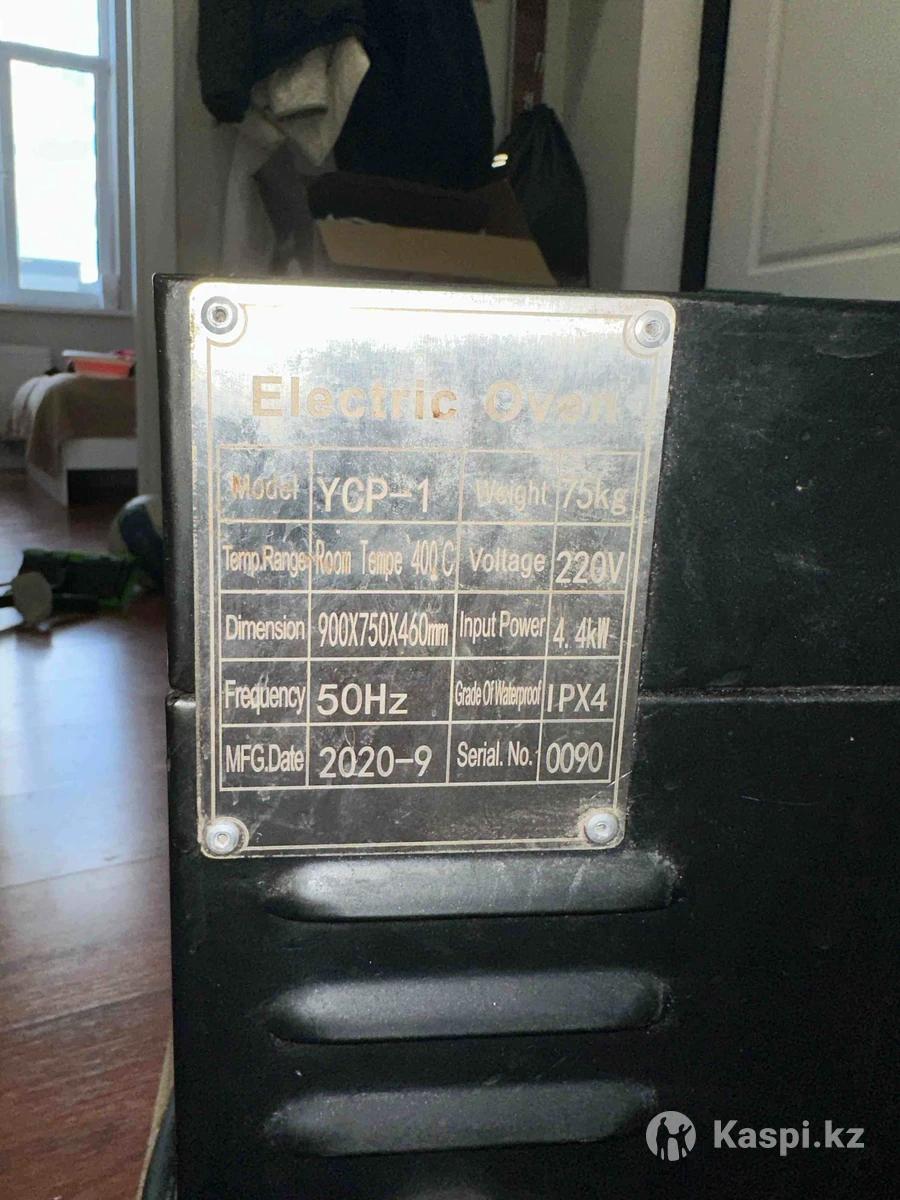 Electric Oven
Model YCP-1 Weight 75kg
Temp.Range Room Tempe 400℃ Voltage 220V
Dimension 900X750X460mm Input Power 4.4kW
Frequency 50Hz Grade Of Waterproof IPX4
MFG.Date 2020-9 Serial. No. 0090
Kaspi.kz